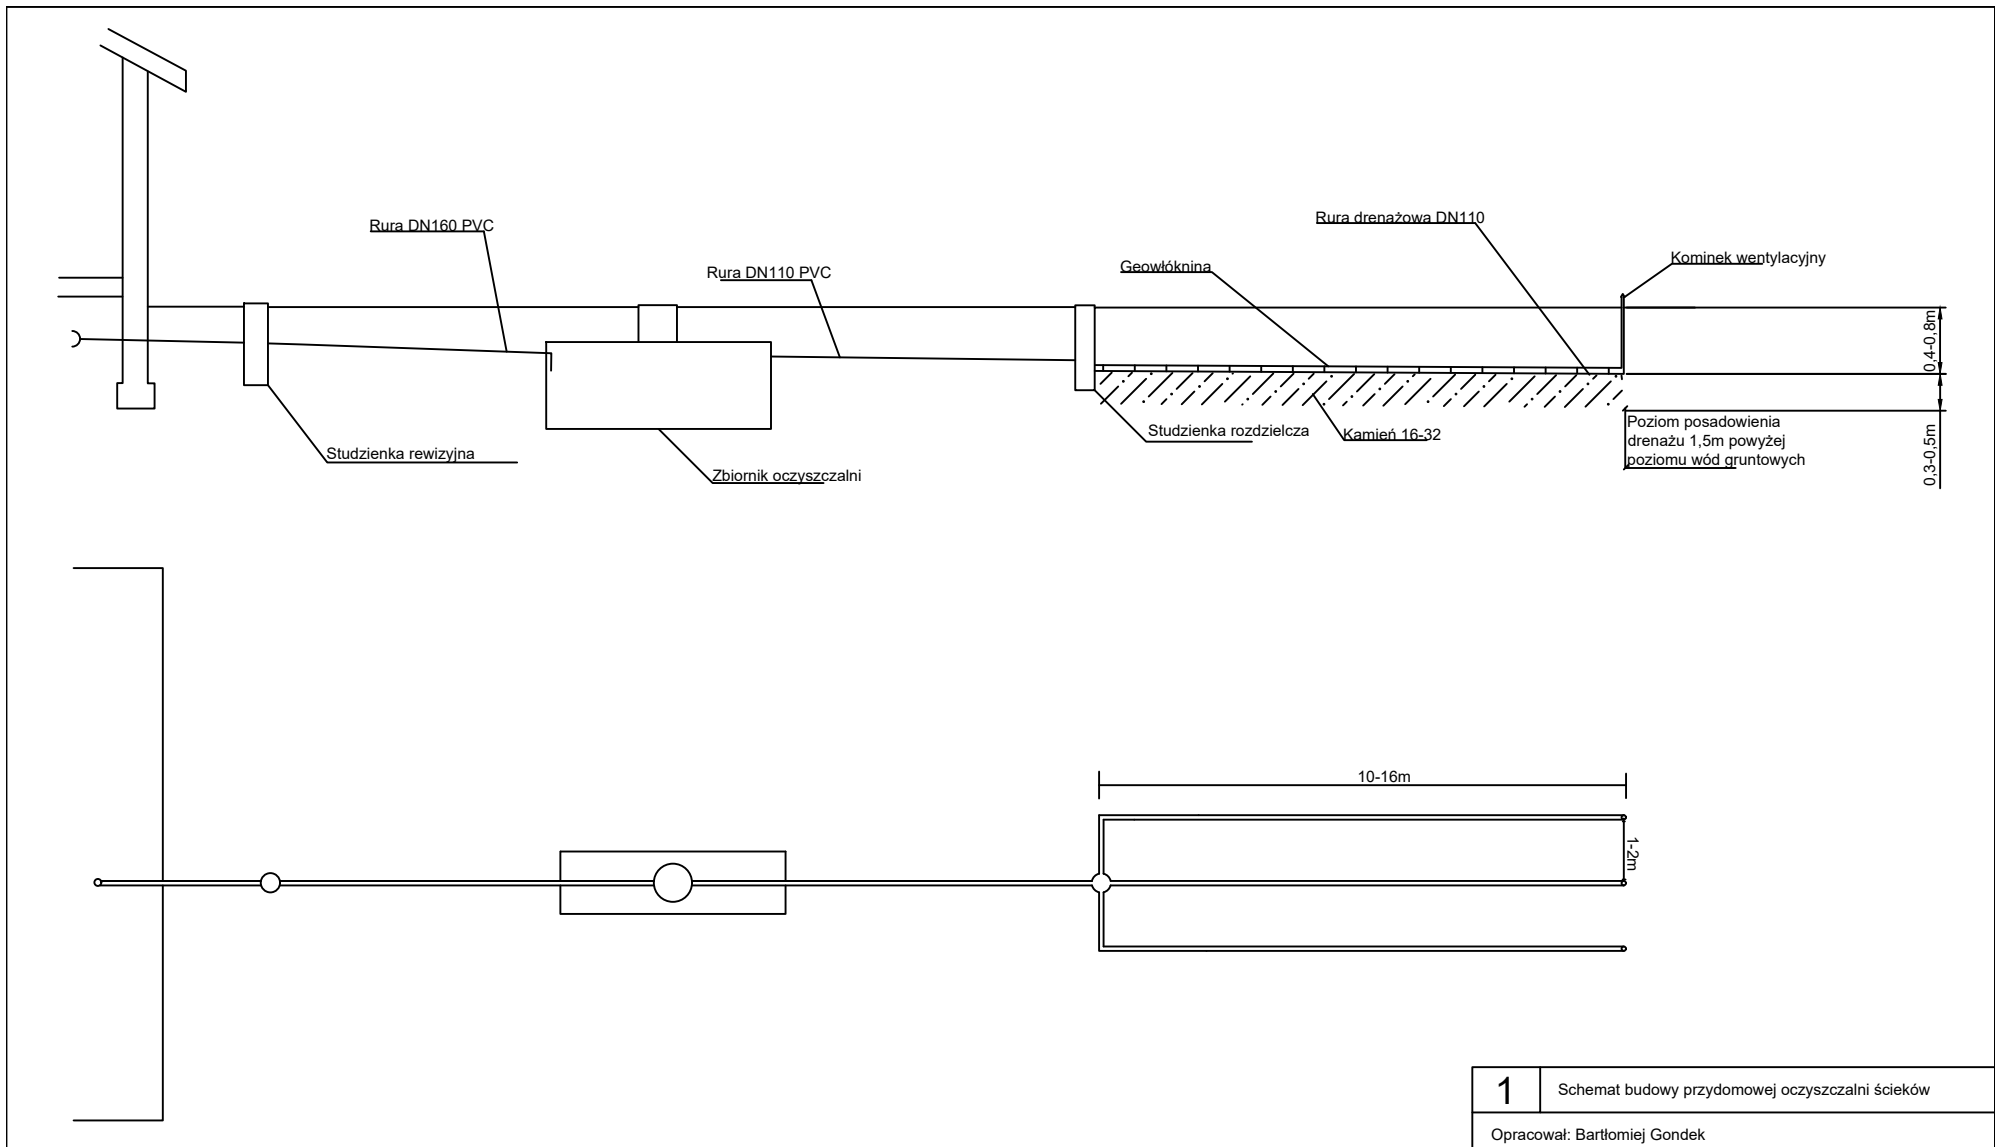 Rura DN160 PVC
Rura DN110 PVC
Rura drenażowa DN110
Geowłóknina
Kominek wentylacyjny
0,4-0,8m
Studzienka rewizyjna
Zbiornik oczyszczalni
Studzienka rozdzielcza
Kamień 16-32
Poziom posadowienia
drenażu 1,5m powyżej
poziomu wód gruntowych
0,3-0,5m
10-16m
1-2m
1
Schemat budowy przydomowej oczyszczalni ścieków
Opracował: Bartłomiej Gondek